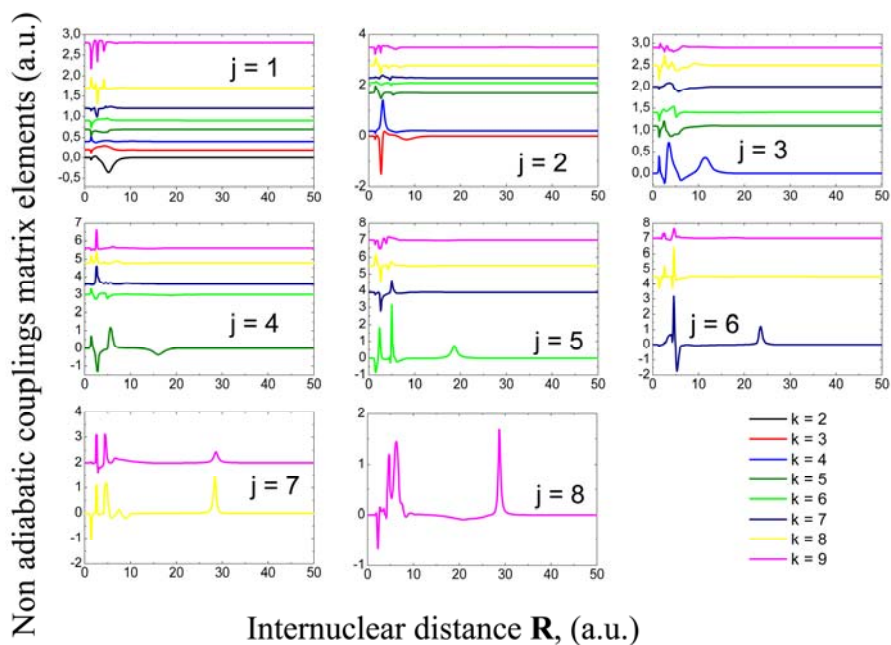 Non adiabatic couplings matrix elements (a.u.)
3,0
2,5
2,0
1,5
1,0
0,5
0,0
-0,5
j = 1
0 10 20 30 40 50
4
2
0
-2
j = 2
0 10 20 30 40 50
3,0
2,5
2,0
1,5
1,0
0,5
0,0
j = 3
0 10 20 30 40 50
7
6
5
4
3
2
1
0
-1
j = 4
0 10 20 30 40 50
8
7
6
5
4
3
2
1
0
-1
j = 5
0 10 20 30 40 50
8
7
6
5
4
3
2
1
0
-1
-2
j = 6
0 10 20 30 40 50
4
3
2
1
0
-1
-2
j = 7
0 10 20 30 40 50
2
1
0
-1
j = 8
0 10 20 30 40 50
k = 2
k = 3
k = 4
k = 5
k = 6
k = 7
k = 8
k = 9
Internuclear distance R, (a.u.)